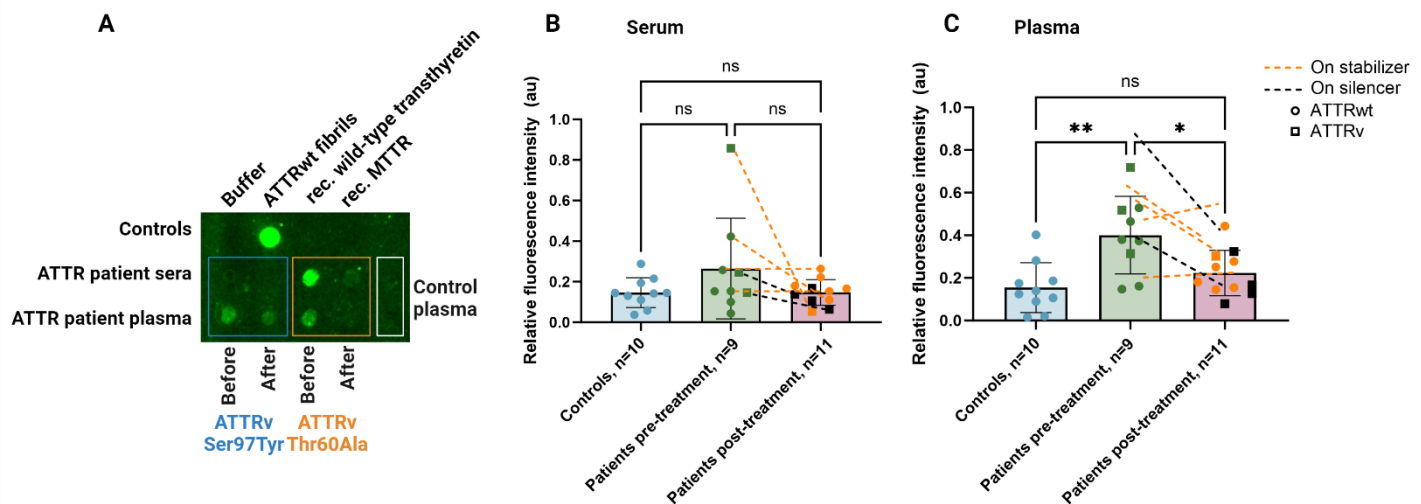 A
Buffer
ATTRwt fibrils
rec. wild-type transthyretin
rec. MTTR
Controls
ATTR patient sera
ATTR patient plasma
Control
plasma
Before
After
Before
After
ATTRv
Ser97Tyr
ATTRv
Thr60Ala
B
Serum
ns
ns
ns
Relative fluorescence intensity (au)
1.0
0.8
0.6
0.4
0.2
0.0
Controls, n=10
Patients pre-treatment, n=9
Patients post-treatment, n=11
C
Plasma
ns
**
*
Relative fluorescence intensity (au)
1.0
0.8
0.6
0.4
0.2
0.0
Controls, n=10
Patients pre-treatment, n=9
Patients post-treatment, n=11
On stabilizer
On silencer
ATTRwt
ATTRv